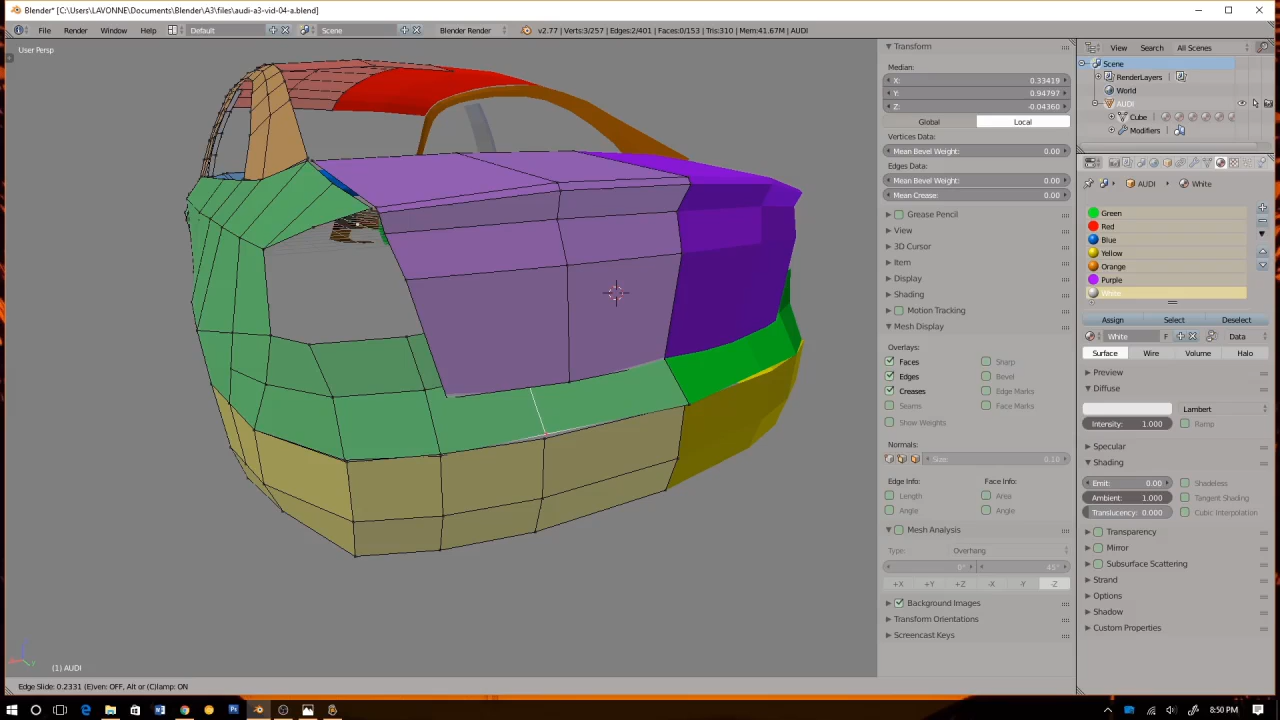 Blender* [C:\Users\LAVONNE\Documents\Blender\A3\files\audi-a3-vid-04-a.blend]
File Render Window Help Default Scene Blender Render v2.77 | Verts:3/257 | Edges:2/401 | Faces:0/153 | Tris:310 | Mem:41.67M | AUDI
User Persp
Transform
Median:
X: 0.33419
Y: 0.94797
Z: -0.04360
Global Local
Vertices Data:
Mean Bevel Weight: 0.00
Edges Data:
Mean Bevel Weight: 0.00
Mean Crease: 0.00
Grease Pencil
View
3D Cursor
Item
Display
Shading
Motion Tracking
Mesh Display
Overlays:
Faces Sharp
Edges Bevel
Creases Edge Marks
Seams Face Marks
Show Weights
Normals:
Size: 0.10
Edge Info: Face Info:
Length Area
Angle Angle
Mesh Analysis
Type: Overhang
0° 45°
+X +Y +Z -X -Y -Z
Background Images
Transform Orientations
Screencast Keys
View Search All Scenes
Scene
RenderLayers
World
AUDI
Cube
Modifiers
AUDI White
Green
Red
Blue
Yellow
Orange
Purple
White
Assign Select Deselect
White F Data
Surface Wire Volume Halo
Preview
Diffuse
Lambert
Intensity: 1.000 Ramp
Specular
Shading
Emit: 0.00 Shadeless
Ambient: 1.000 Tangent Shading
Translucency: 0.000 Cubic Interpolation
Transparency
Mirror
Subsurface Scattering
Strand
Options
Shadow
Custom Properties
(1) AUDI
Edge Slide: 0.2331 (E)ven: OFF, Alt or (C)lamp: ON
8:50 PM